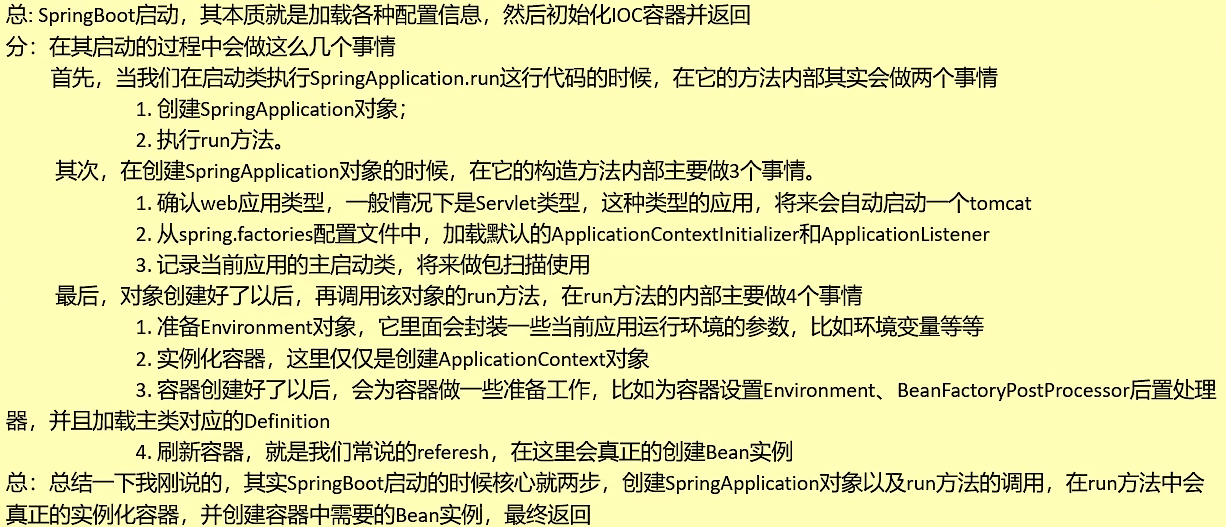 总: SpringBoot启动，其本质就是加载各种配置信息，然后初始化IOC容器并返回
分：在其启动的过程中会做这么几个事情
首先，当我们在启动类执行SpringApplication.run这行代码的时候，在它的方法内部其实会做两个事情
1. 创建SpringApplication对象；
2. 执行run方法。
其次，在创建SpringApplication对象的时候，在它的构造方法内部主要做3个事情。
1. 确认web应用类型，一般情况下是Servlet类型，这种类型的应用，将来会自动启动一个tomcat
2. 从spring.factories配置文件中，加载默认的ApplicationContextInitializer和ApplicationListener
3. 记录当前应用的主启动类，将来做包扫描使用
最后，对象创建好了以后，再调用该对象的run方法，在run方法的内部主要做4个事情
1. 准备Environment对象，它里面会封装一些当前应用运行环境的参数，比如环境变量等等
2. 实例化容器，这里仅仅是创建ApplicationContext对象
3. 容器创建好了以后，会为容器做一些准备工作，比如为容器设置Environment、BeanFactoryPostProcessor后置处理
器，并且加载主类对应的Definition
4. 刷新容器，就是我们常说的referesh，在这里会真正的创建Bean实例
总：总结一下我刚说的，其实SpringBoot启动的时候核心就两步，创建SpringApplication对象以及run方法的调用，在run方法中会
真正的实例化容器，并创建容器中需要的Bean实例，最终返回